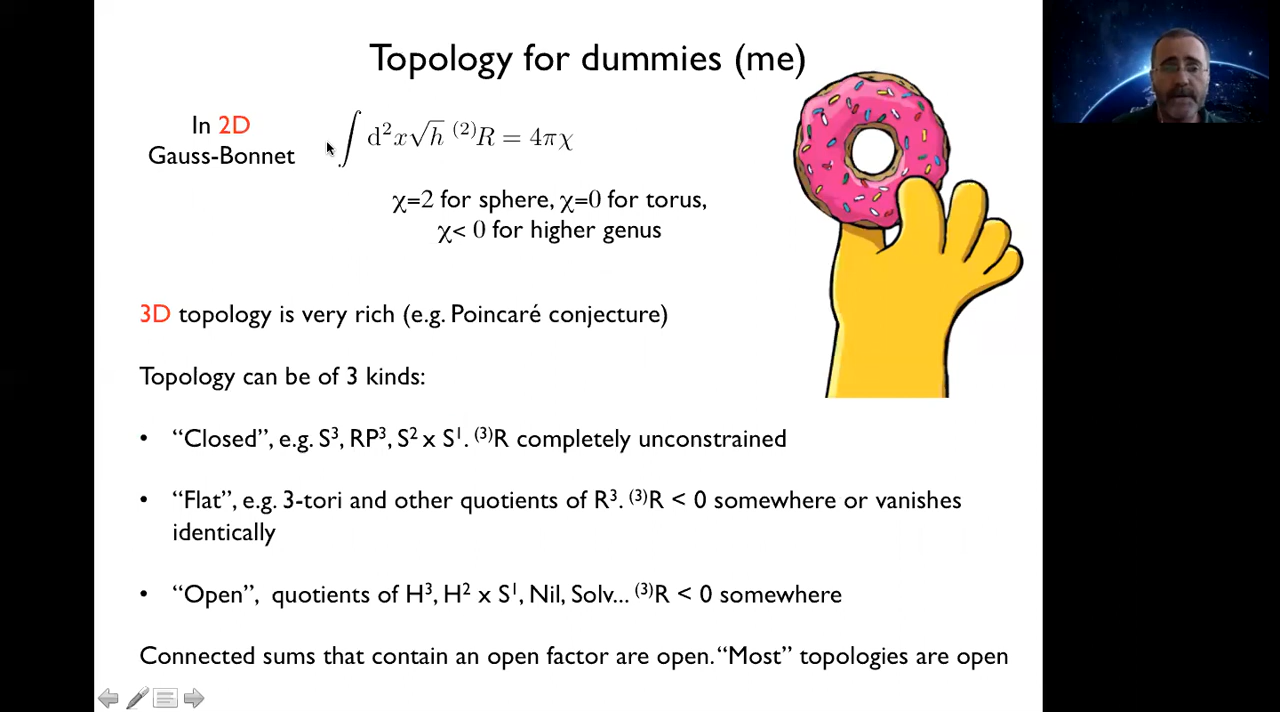 Topology for dummies (me)
In 2D
Gauss-Bonnet
∫ d²x√h ⁽²⁾R = 4πχ
χ=2 for sphere, χ=0 for torus,
χ< 0 for higher genus
3D topology is very rich (e.g. Poincaré conjecture)
Topology can be of 3 kinds:
• “Closed”, e.g. S³, RP³, S² x S¹. ⁽³⁾R completely unconstrained
• “Flat”, e.g. 3-tori and other quotients of R³. ⁽³⁾R < 0 somewhere or vanishes
identically
• “Open”, quotients of H³, H² x S¹, Nil, Solv... ⁽³⁾R < 0 somewhere
Connected sums that contain an open factor are open. “Most” topologies are open